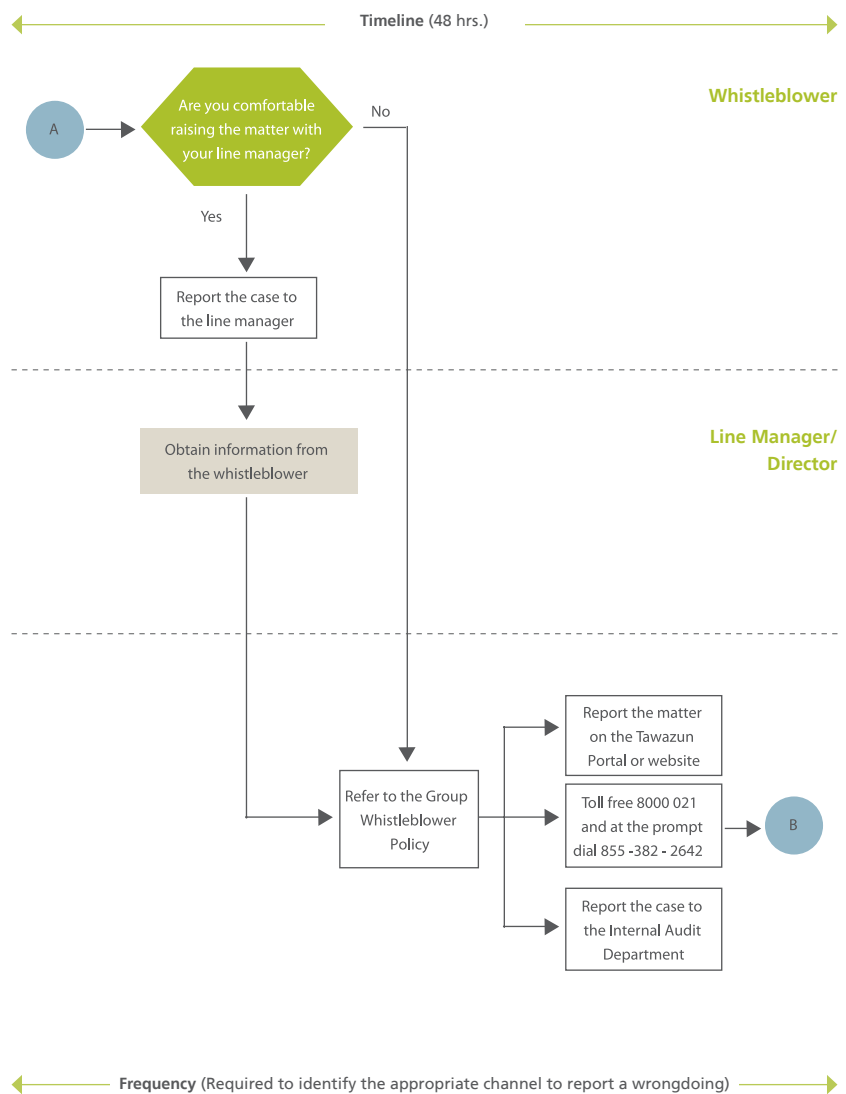 Timeline (48 hrs.)
Whistleblower
A
Are you comfortable
raising the matter with
your line manager?
No
Yes
Report the case to
the line manager
Line Manager/
Director
Obtain information from
the whistleblower
Refer to the Group
Whistleblower
Policy
Report the matter
on the Tawazun
Portal or website
Toll free 8000 021
and at the prompt
dial 855 -382 - 2642
B
Report the case to
the Internal Audit
Department
Frequency (Required to identify the appropriate channel to report a wrongdoing)